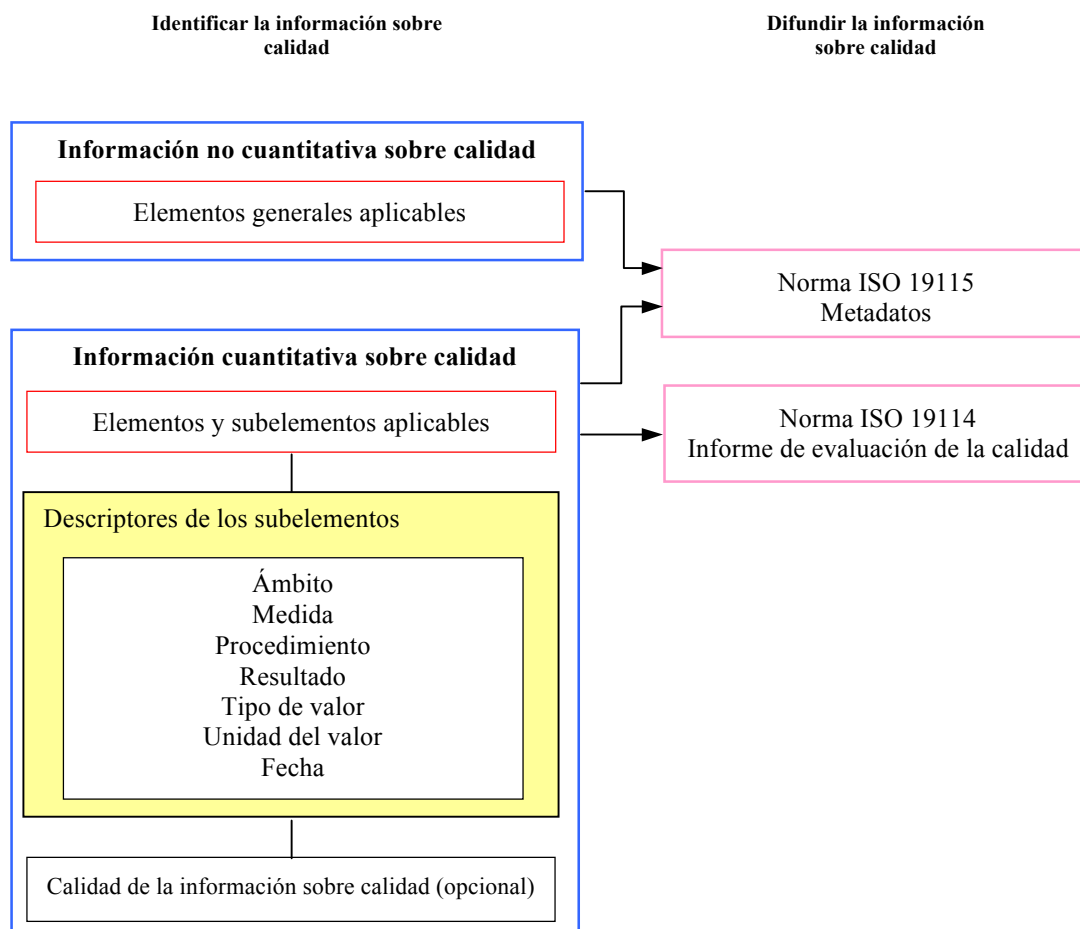 Identificar la información sobre
calidad
Difundir la información
sobre calidad
Información no cuantitativa sobre calidad
Elementos generales aplicables
Norma ISO 19115
Metadatos
Información cuantitativa sobre calidad
Elementos y subelementos aplicables
Norma ISO 19114
Informe de evaluación de la calidad
Descriptores de los subelementos
Ámbito
Medida
Procedimiento
Resultado
Tipo de valor
Unidad del valor
Fecha
Calidad de la información sobre calidad (opcional)